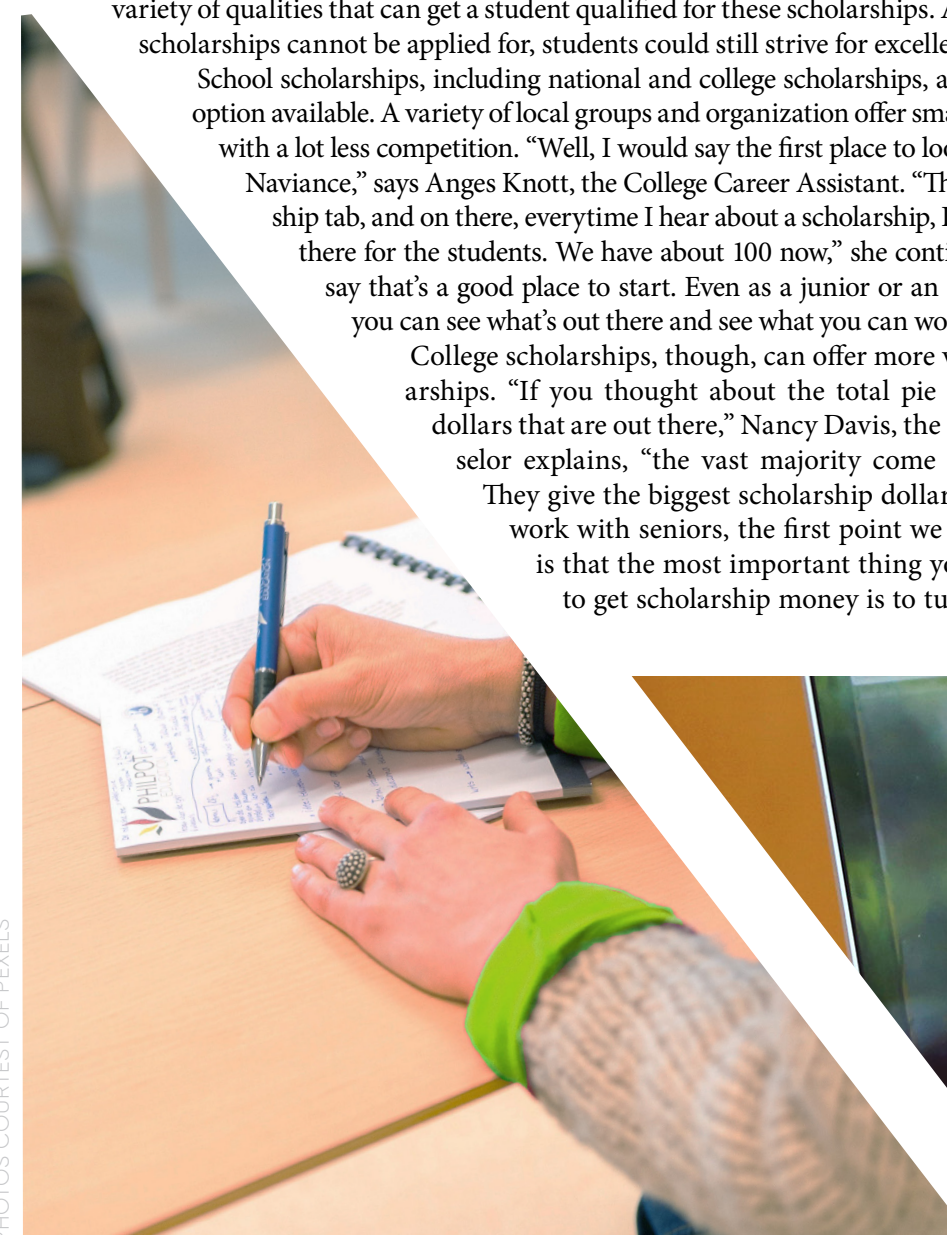 variety of qualities that can get a student qualified for these scholarships. A
scholarships cannot be applied for, students could still strive for excelle
School scholarships, including national and college scholarships, a
option available. A variety of local groups and organization offer sma
with a lot less competition. “Well, I would say the first place to loo
Naviance,” says Anges Knott, the College Career Assistant. “Th
ship tab, and on there, everytime I hear about a scholarship, I
there for the students. We have about 100 now,” she conti
say that’s a good place to start. Even as a junior or an
you can see what’s out there and see what you can wo
College scholarships, though, can offer more v
arships. “If you thought about the total pie
dollars that are out there,” Nancy Davis, the
selor explains, “the vast majority come
They give the biggest scholarship dollar
work with seniors, the first point we
is that the most important thing yo
to get scholarship money is to tu
EDUCATION
PHILPOT
PHOTOS COURTEST OF PEXELS